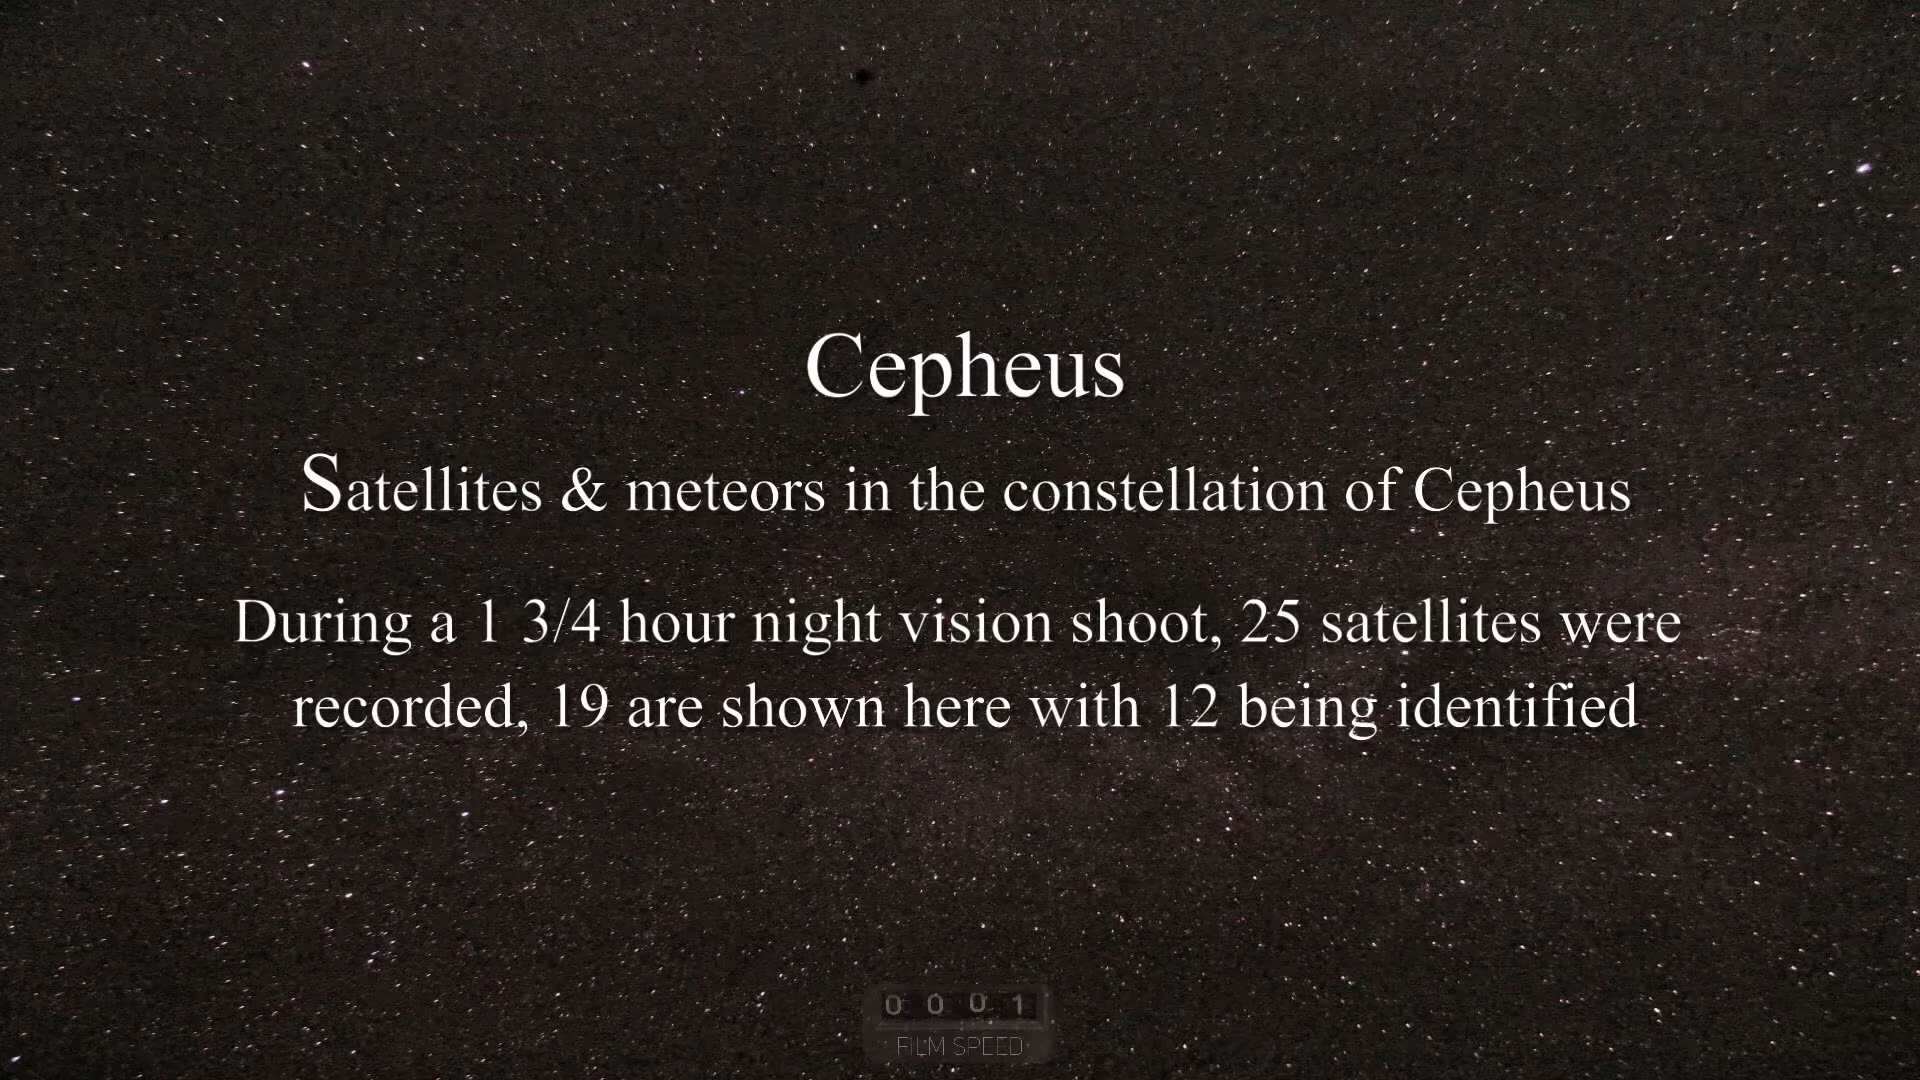 Cepheus
Satellites & meteors in the constellation of Cepheus
During a 1 3/4 hour night vision shoot, 25 satellites were
recorded, 19 are shown here with 12 being identified
0 0 0 1
FILM SPEED